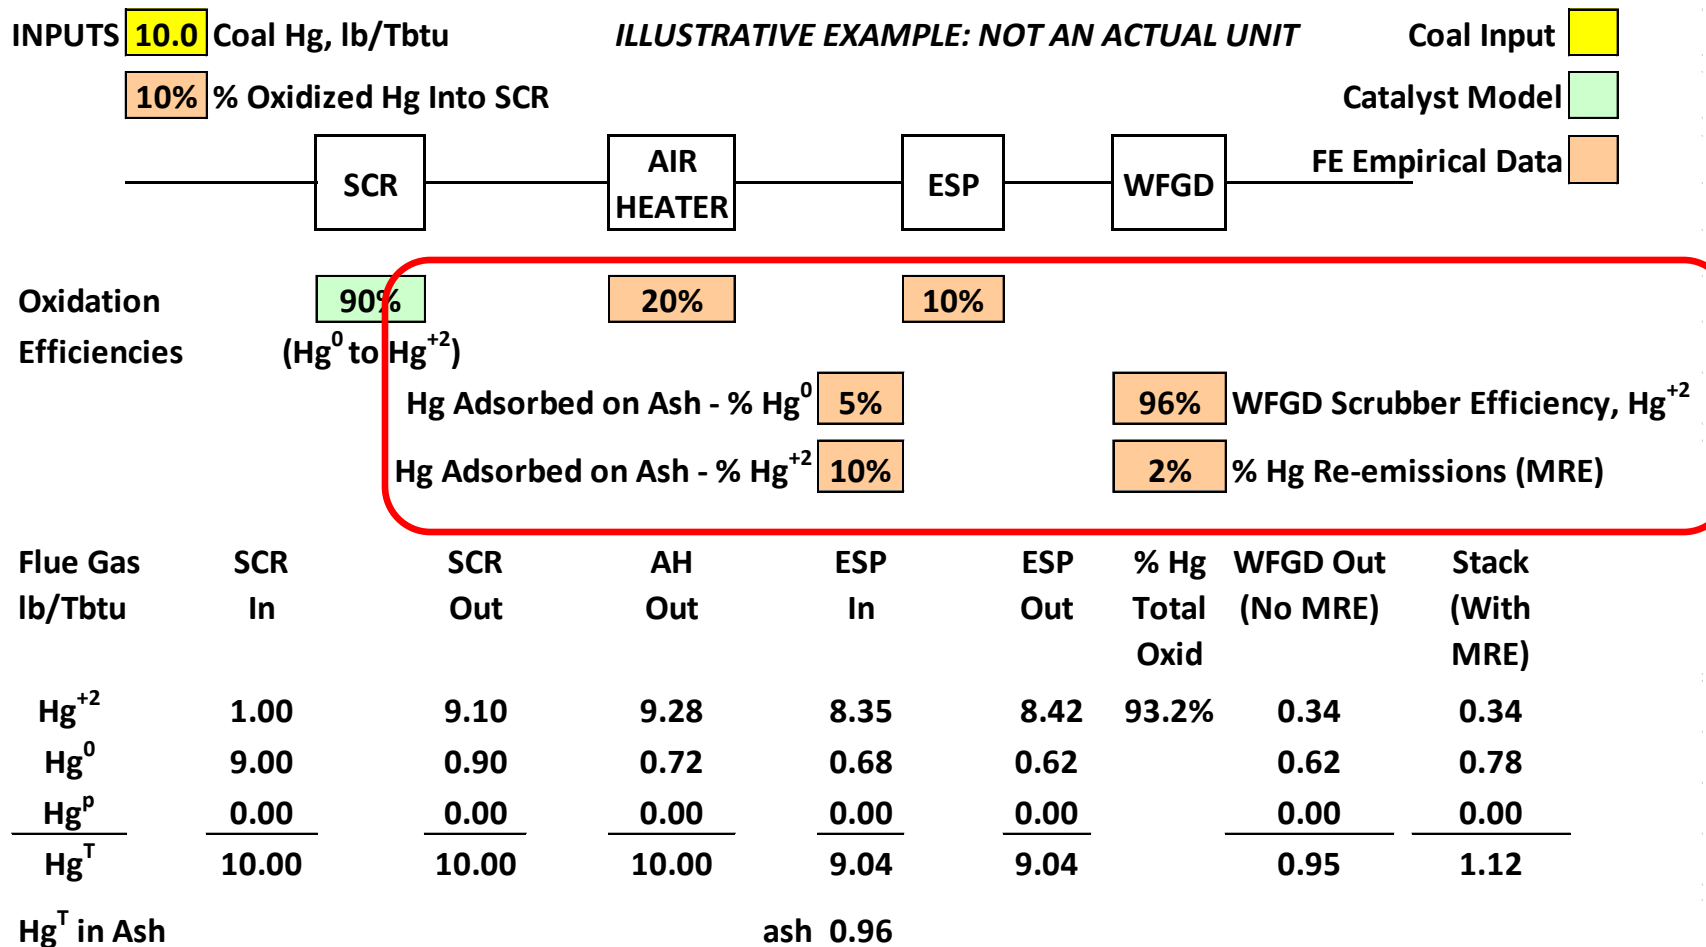 INPUTS 10.0 Coal Hg, lb/Tbtu ILLUSTRATIVE EXAMPLE: NOT AN ACTUAL UNIT Coal Input
10% % Oxidized Hg Into SCR Catalyst Model
FE Empirical Data
SCR AIR HEATER ESP WFGD
Oxidation 90% 20% 10%
Efficiencies (Hg⁰ to Hg⁺²)
Hg Adsorbed on Ash - % Hg⁰ 5% 96% WFGD Scrubber Efficiency, Hg⁺²
Hg Adsorbed on Ash - % Hg⁺² 10% 2% % Hg Re-emissions (MRE)
Flue Gas SCR SCR AH ESP ESP % Hg WFGD Out Stack
lb/Tbtu In Out Out In Out Total (No MRE) (With
Oxid MRE)
Hg⁺² 1.00 9.10 9.28 8.35 8.42 93.2% 0.34 0.34
Hg⁰ 9.00 0.90 0.72 0.68 0.62 0.62 0.78
Hgᵖ 0.00 0.00 0.00 0.00 0.00 0.00 0.00
Hgᵀ 10.00 10.00 10.00 9.04 9.04 0.95 1.12
Hgᵀ in Ash ash 0.96